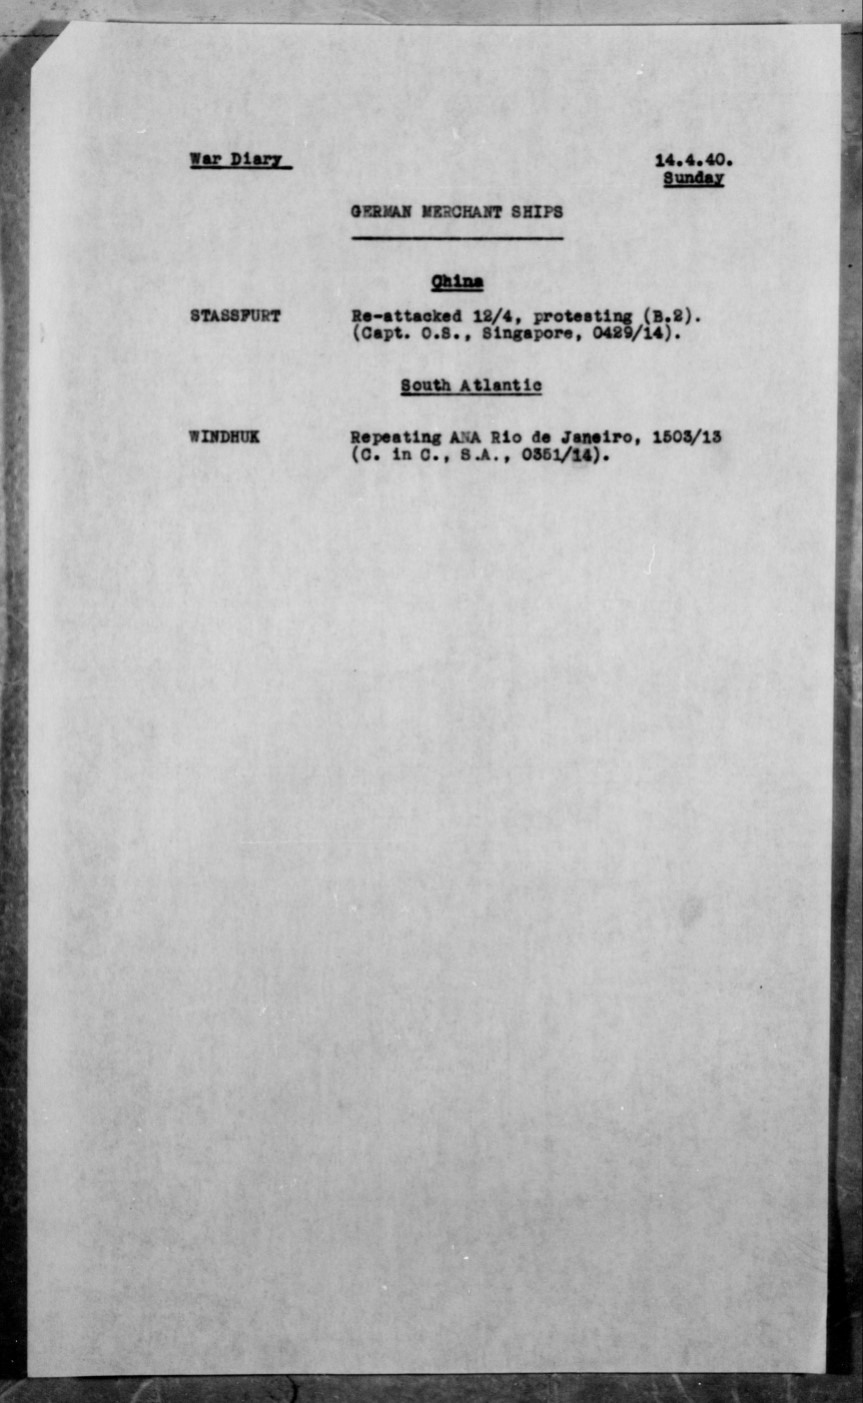 War Diary
14.4.40.
Sunday
GERMAN MERCHANT SHIPS
China
STASSFURT Re-attacked 12/4, protesting (B.2).
(Capt. O.S., Singapore, 0429/14).
South Atlantic
WINDHUK Repeating ANA Rio de Janeiro, 1503/13
(C. in C., S.A., 0351/14).